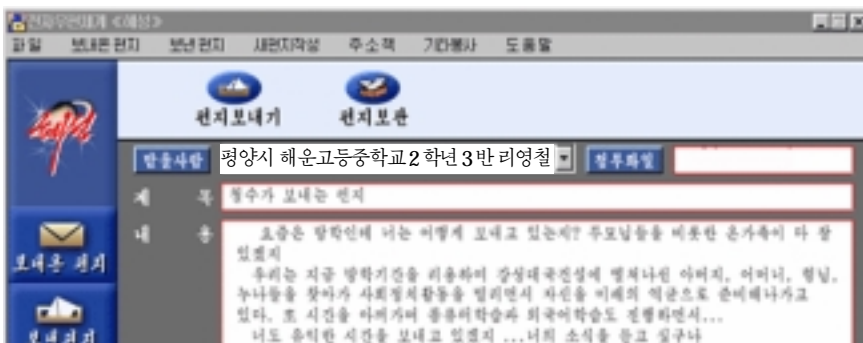 전자우편체계 <혜성>
파일 보내온 편지 보낸 편지 새편지작성 주소책 기타봉사 도움말
편지보내기 편지보관
혜성
받을사람 평양시 해운고등중학교 2 학년 3 반 리영철 첨부화일
제 목 청수가 보내는 편지
내 용 요즘은 방학인데 너는 어떻게 보내고 있는지? 부모님들을 비롯한 온가족이 다 잘
있겠지
우리는 지금 방학기간을 리용하여 강성대국건설에 떨쳐나선 아버지, 어머니, 형님,
누나들을 찾아가 사회정치활동을 벌리면서 자신을 미래의 역군으로 준비해나가고
있다. 또 시간을 아껴가며 콤퓨터학습과 외국어학습도 진행하면서...
너도 유익한 시간을 보내고 있겠지 ...너의 소식을 듣고 싶구나
보내온 편지
보낸편지